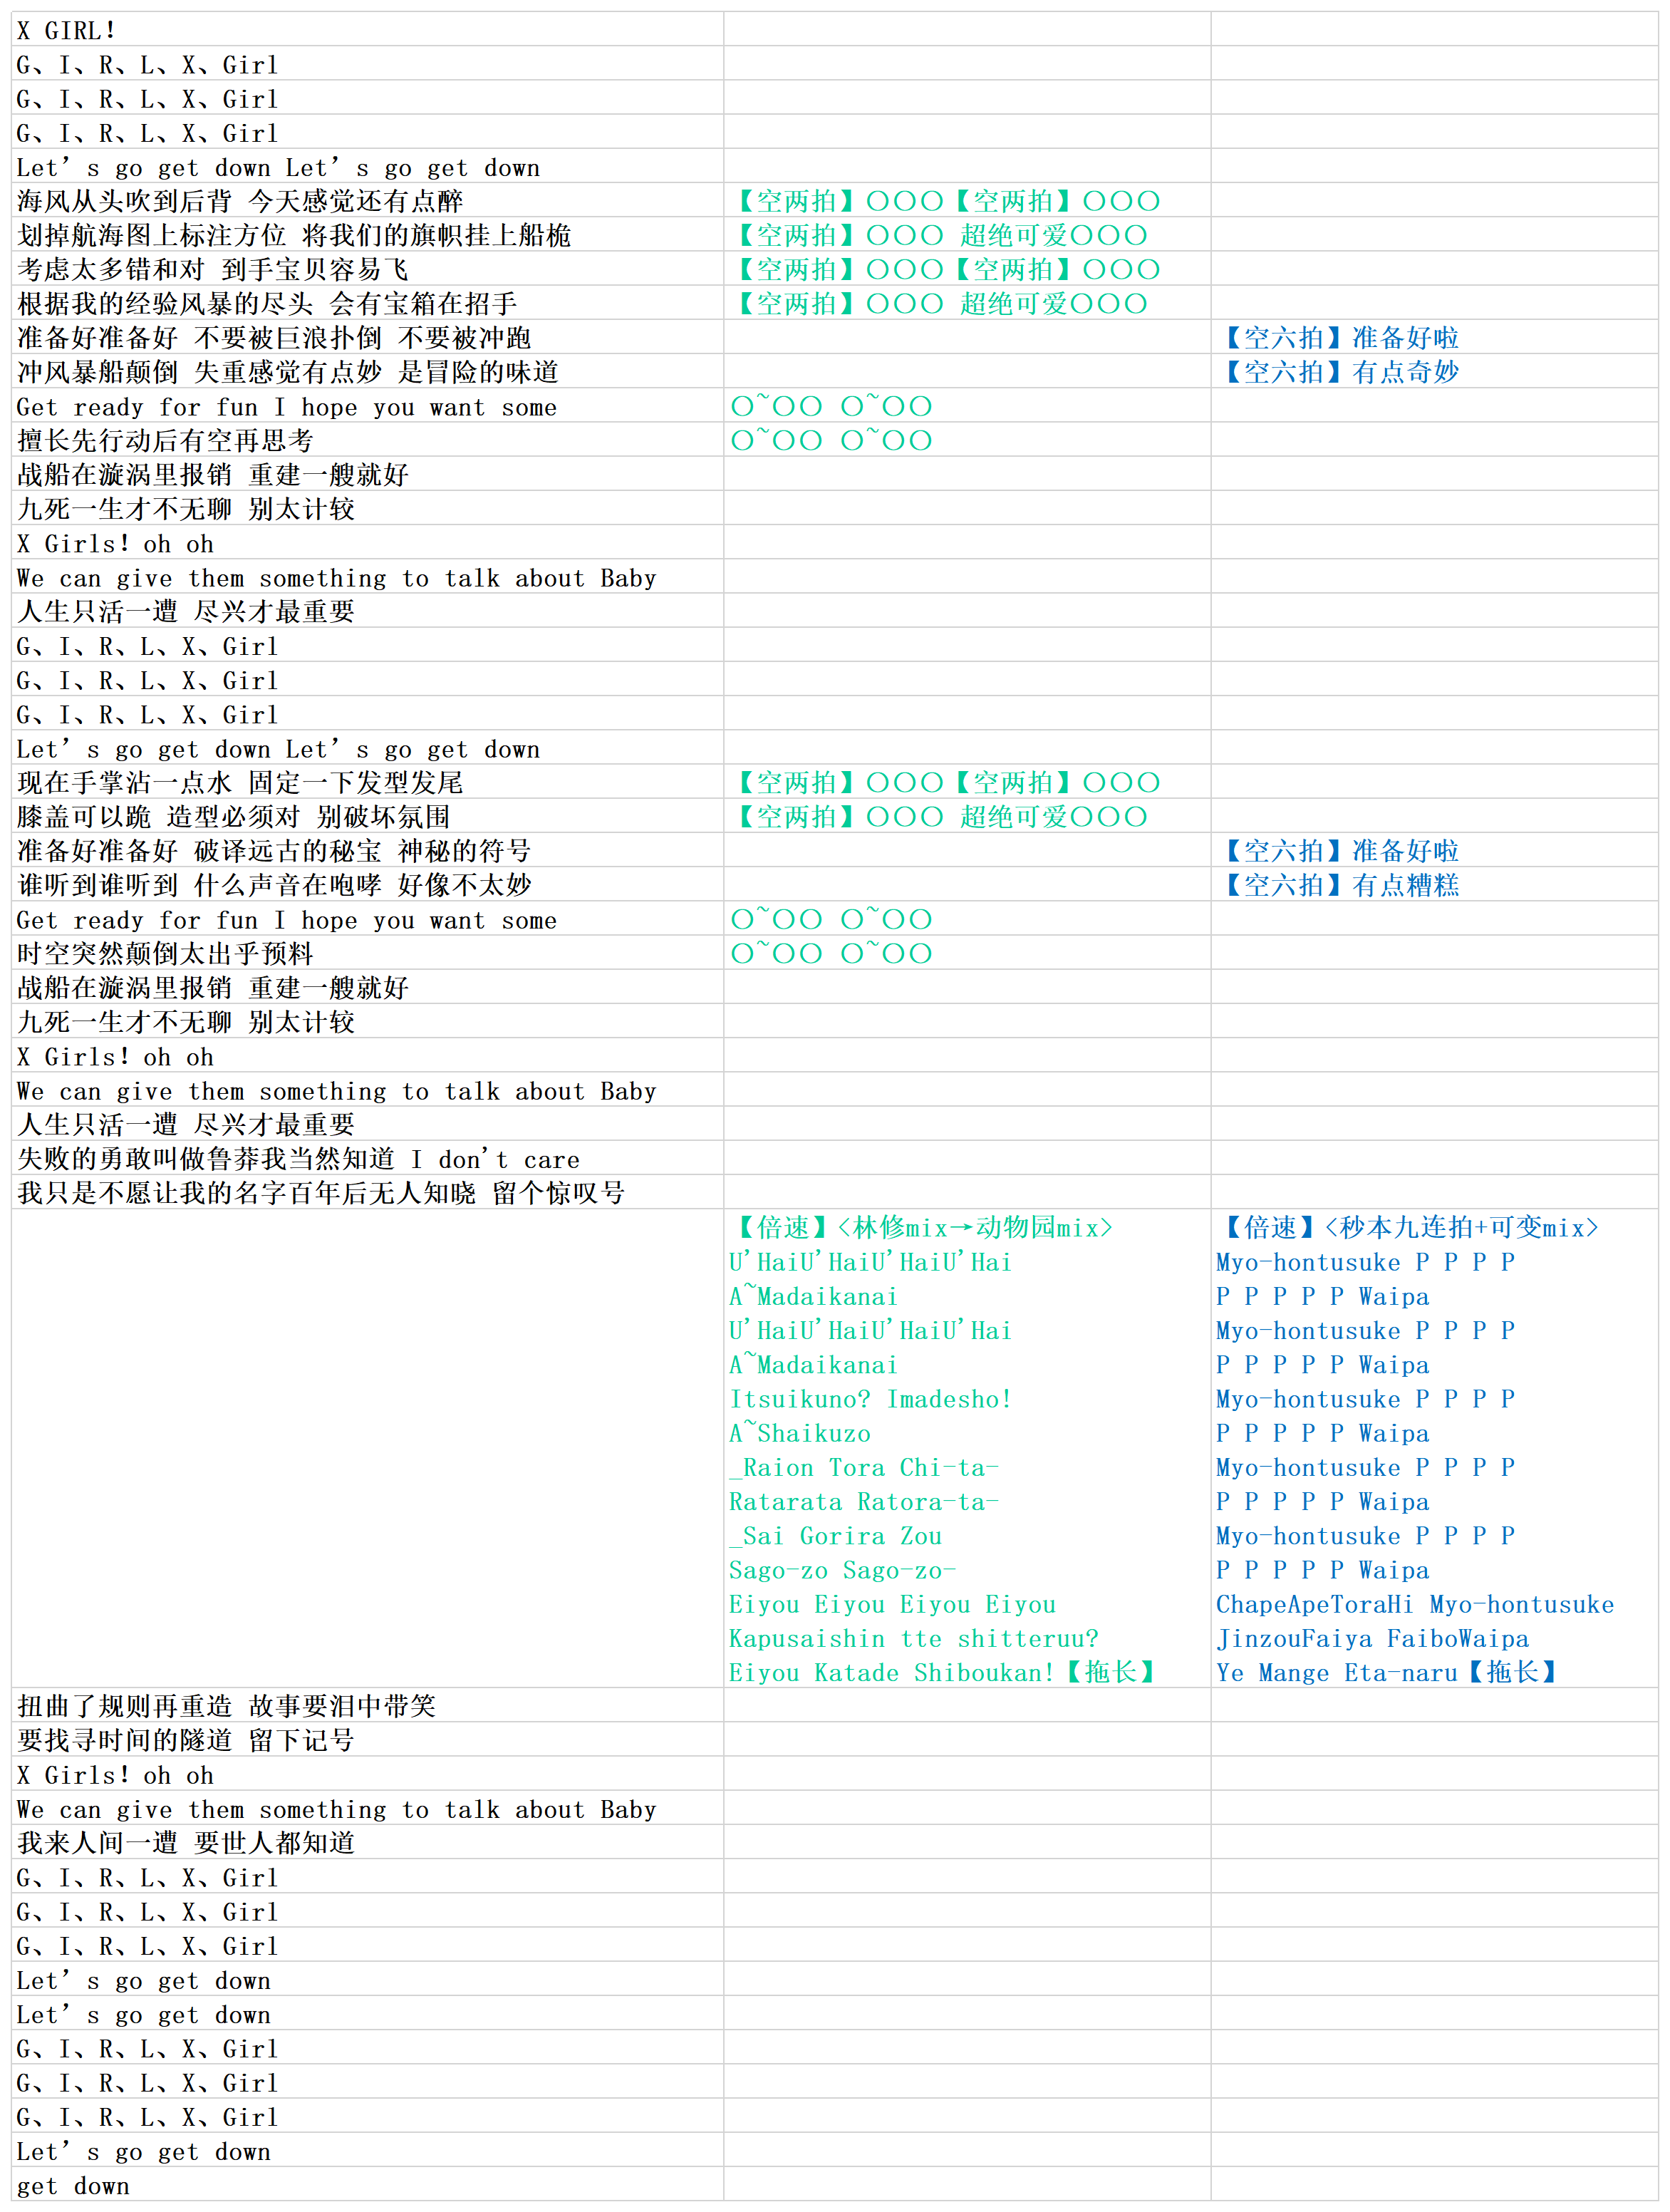 X GIRL!
G、I、R、L、X、Girl
G、I、R、L、X、Girl
G、I、R、L、X、Girl
Let’s go get down Let’s go get down
海风从头吹到后背 今天感觉还有点醉 【空两拍】〇〇〇【空两拍】〇〇〇
划掉航海图上标注方位 将我们的旗帜挂上船桅 【空两拍】〇〇〇 超绝可爱〇〇〇
考虑太多错和对 到手宝贝容易飞 【空两拍】〇〇〇【空两拍】〇〇〇
根据我的经验风暴的尽头 会有宝箱在招手 【空两拍】〇〇〇 超绝可爱〇〇〇
准备好准备好 不要被巨浪扑倒 不要被冲跑 【空六拍】准备好啦
冲风暴船颠倒 失重感觉有点妙 是冒险的味道 【空六拍】有点奇妙
Get ready for fun I hope you want some 〇~〇〇 〇~〇〇
擅长先行动后有空再思考 〇~〇〇 〇~〇〇
战船在漩涡里报销 重建一艘就好
九死一生才不无聊 别太计较
X Girls! oh oh
We can give them something to talk about Baby
人生只活一遭 尽兴才最重要
G、I、R、L、X、Girl
G、I、R、L、X、Girl
G、I、R、L、X、Girl
Let’s go get down Let’s go get down
现在手掌沾一点水 固定一下发型发尾 【空两拍】〇〇〇【空两拍】〇〇〇
膝盖可以跪 造型必须对 别破坏氛围 【空两拍】〇〇〇 超绝可爱〇〇〇
准备好准备好 破译远古的秘宝 神秘的符号 【空六拍】准备好啦
谁听到谁听到 什么声音在咆哮 好像不太妙 【空六拍】有点糟糕
Get ready for fun I hope you want some 〇~〇〇 〇~〇〇
时空突然颠倒太出乎预料 〇~〇〇 〇~〇〇
战船在漩涡里报销 重建一艘就好
九死一生才不无聊 别太计较
X Girls! oh oh
We can give them something to talk about Baby
人生只活一遭 尽兴才最重要
失败的勇敢叫做鲁莽我当然知道 I don't care
我只是不愿让我的名字百年后无人知晓 留个惊叹号
【倍速】<林修mix→动物园mix> 【倍速】<秒本九连拍+可变mix>
U'HaiU'HaiU'HaiU'Hai Myo-hontusuke P P P P
A~Madaikanai P P P P P Waipa
U'HaiU'HaiU'HaiU'Hai Myo-hontusuke P P P P
A~Madaikanai P P P P P Waipa
Itsuikuno? Imadesho! Myo-hontusuke P P P P
A~Shaikuzo P P P P P Waipa
_Raion Tora Chi-ta- Myo-hontusuke P P P P
Ratarata Ratora-ta- P P P P P Waipa
_Sai Gorira Zou Myo-hontusuke P P P P
Sago-zo Sago-zo- P P P P P Waipa
Eiyou Eiyou Eiyou Eiyou ChapeApeToraHi Myo-hontusuke
Kapusaishin tte shitteruu? JinzouFaiya FaiboWaipa
Eiyou Katade Shiboukan!【拖长】 Ye Mange Eta-naru【拖长】
扭曲了规则再重造 故事要泪中带笑
要找寻时间的隧道 留下记号
X Girls! oh oh
We can give them something to talk about Baby
我来人间一遭 要世人都知道
G、I、R、L、X、Girl
G、I、R、L、X、Girl
G、I、R、L、X、Girl
Let’s go get down
Let’s go get down
G、I、R、L、X、Girl
G、I、R、L、X、Girl
G、I、R、L、X、Girl
Let’s go get down
get down